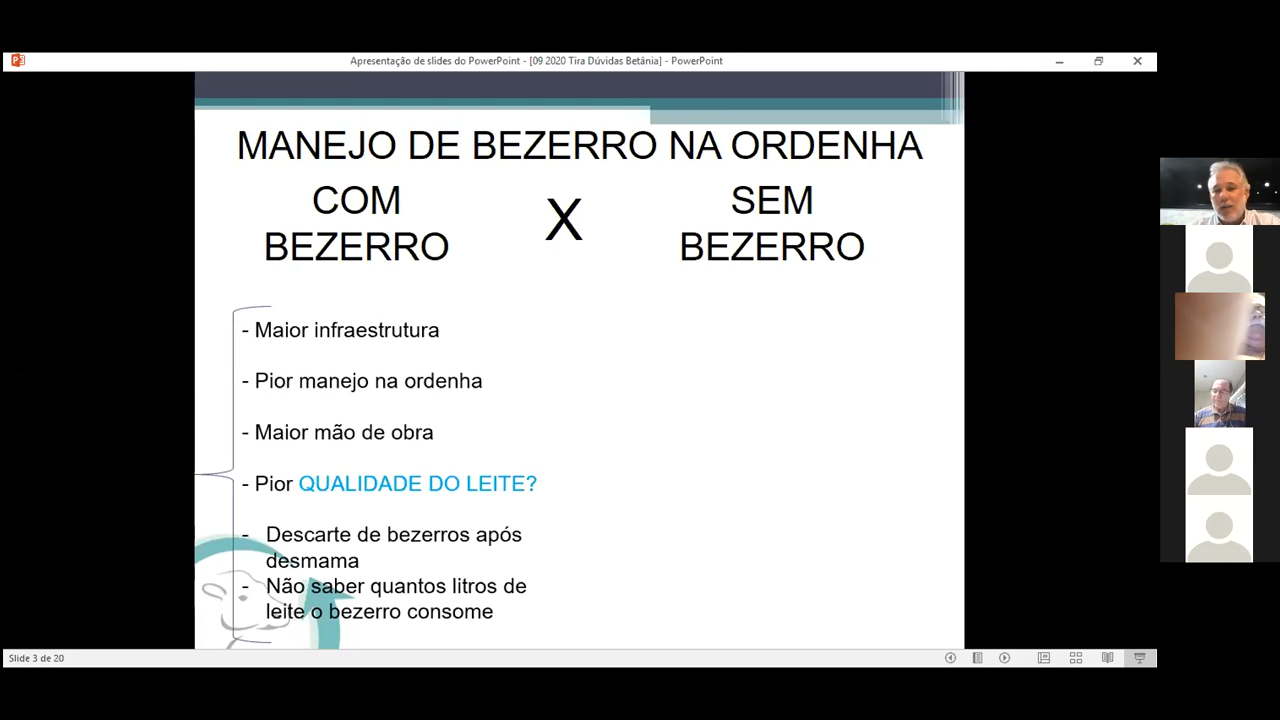 Apresentação de slides do PowerPoint - [09 2020 Tira Dúvidas Betânia] - PowerPoint
MANEJO DE BEZERRO NA ORDENHA
COM
BEZERRO
X
SEM
BEZERRO
- Maior infraestrutura
- Pior manejo na ordenha
- Maior mão de obra
- Pior QUALIDADE DO LEITE?
- Descarte de bezerros após
desmama
- Não saber quantos litros de
leite o bezerro consome
Slide 3 de 20